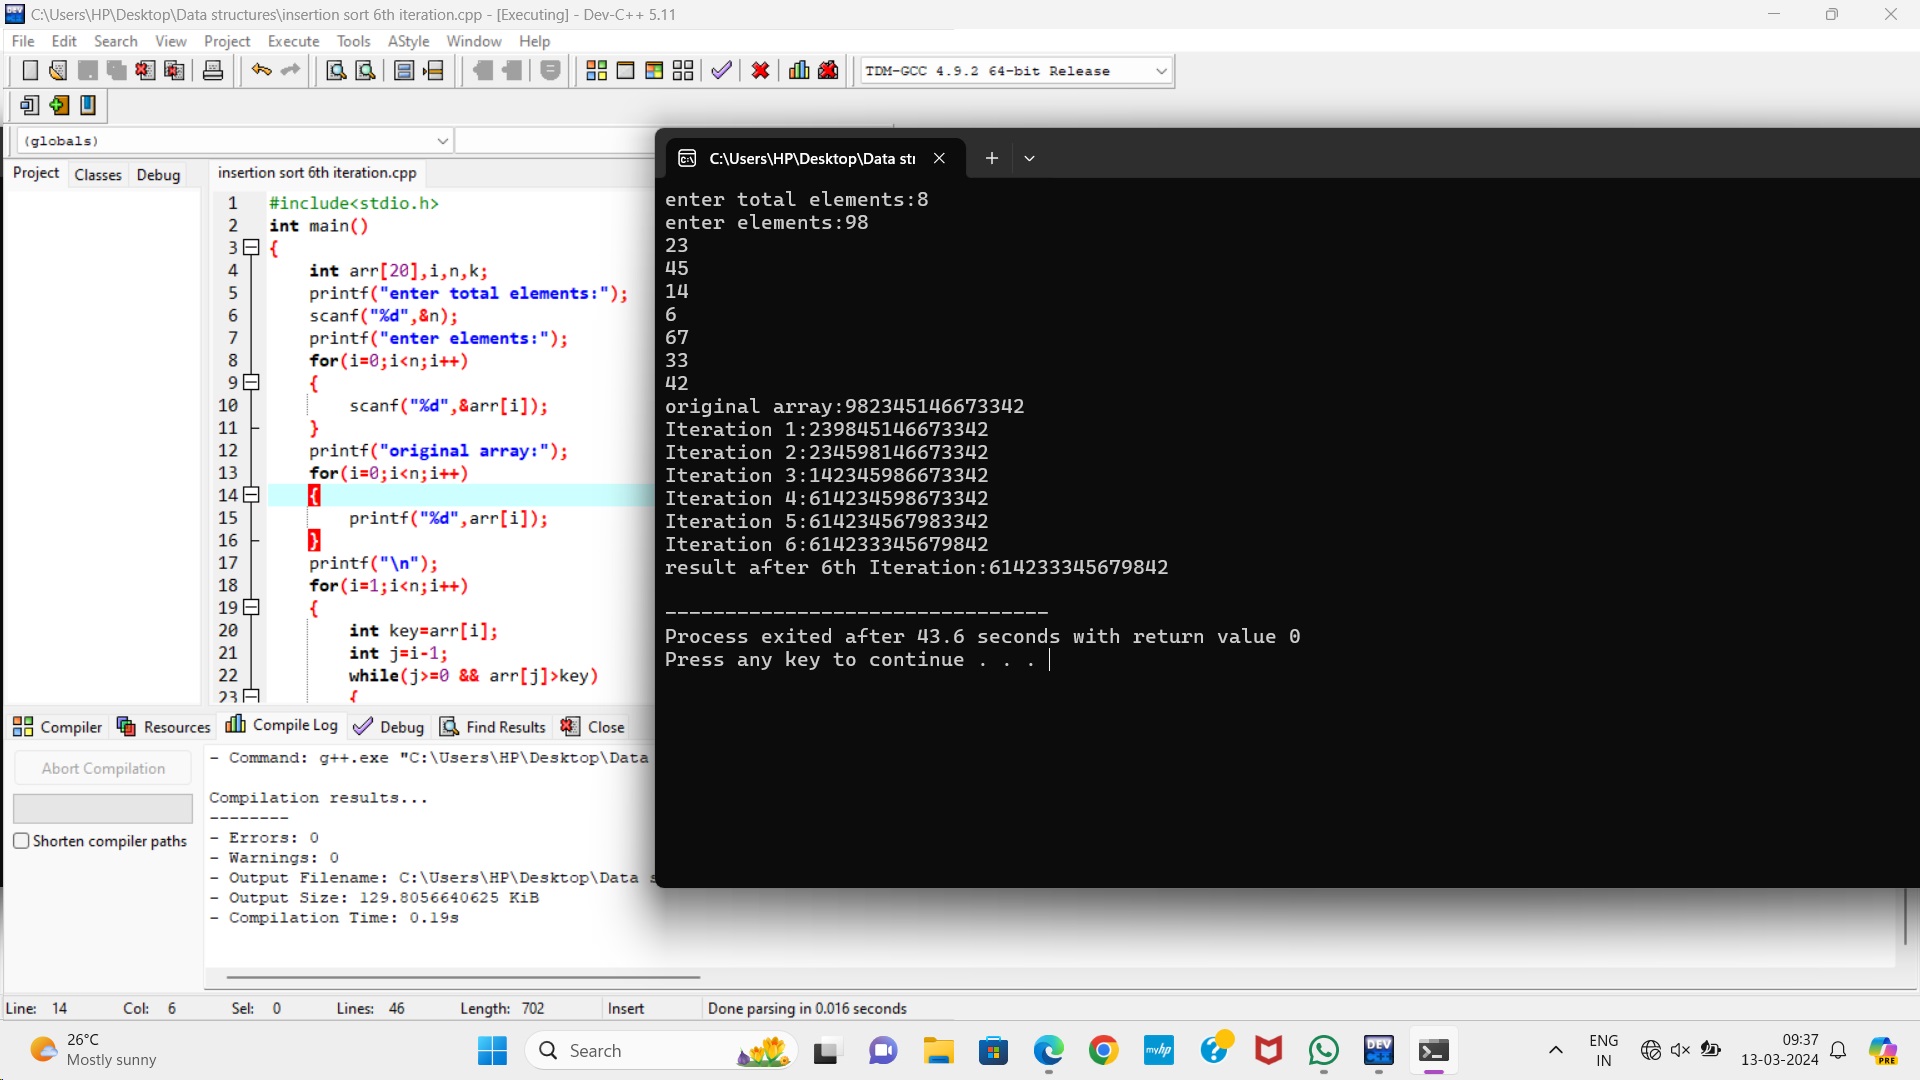 C:\Users\HP\Desktop\Data structures\insertion sort 6th iteration.cpp - [Executing] - Dev-C++ 5.11
File Edit Search View Project Execute Tools AStyle Window Help
TDM-GCC 4.9.2 64-bit Release
(globals)
Project Classes Debug
insertion sort 6th iteration.cpp
1 #include<stdio.h>
2 int main()
3 {
4 int arr[20],i,n,k;
5 printf("enter total elements:");
6 scanf("%d",&n);
7 printf("enter elements:");
8 for(i=0;i<n;i++)
9 {
10 scanf("%d",&arr[i]);
11 }
12 printf("original array:");
13 for(i=0;i<n;i++)
14 {
15 printf("%d",arr[i]);
16 }
17 printf("\n");
18 for(i=1;i<n;i++)
19 {
20 int key=arr[i];
21 int j=i-1;
22 while(j>=0 && arr[j]>key)
23 {
C:\Users\HP\Desktop\Data str
enter total elements:8
enter elements:98
23
45
14
6
67
33
42
original array:982345146673342
Iteration 1:239845146673342
Iteration 2:234598146673342
Iteration 3:142345986673342
Iteration 4:614234598673342
Iteration 5:614234567983342
Iteration 6:614233345679842
result after 6th Iteration:614233345679842
--------------------------------
Process exited after 43.6 seconds with return value 0
Press any key to continue . . .
Compiler Resources Compile Log Debug Find Results Close
Abort Compilation
Shorten compiler paths
- Command: g++.exe "C:\Users\HP\Desktop\Data
Compilation results...
--------
- Errors: 0
- Warnings: 0
- Output Filename: C:\Users\HP\Desktop\Data s
- Output Size: 129.8056640625 KiB
- Compilation Time: 0.19s
Line: 14 Col: 6 Sel: 0 Lines: 46 Length: 702 Insert Done parsing in 0.016 seconds
26°C
Mostly sunny
Search
myhp
DEV
PRE
ENG
IN
09:37
13-03-2024